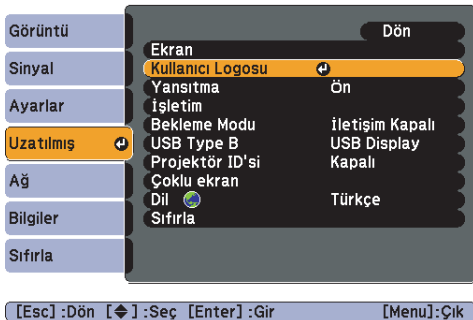 Görüntü
Sinyal
Ayarlar
Uzatılmış
Ağ
Bilgiler
Sıfırla
Dön
Ekran
Kullanıcı Logosu
Yansıtma Ön
İşletim
Bekleme Modu İletişim Kapalı
USB Type B USB Display
Projektör ID'si Kapalı
Çoklu ekran
Dil Türkçe
Sıfırla
[Esc] :Dön [◆] :Seç [Enter] :Gir [Menu]:Çık